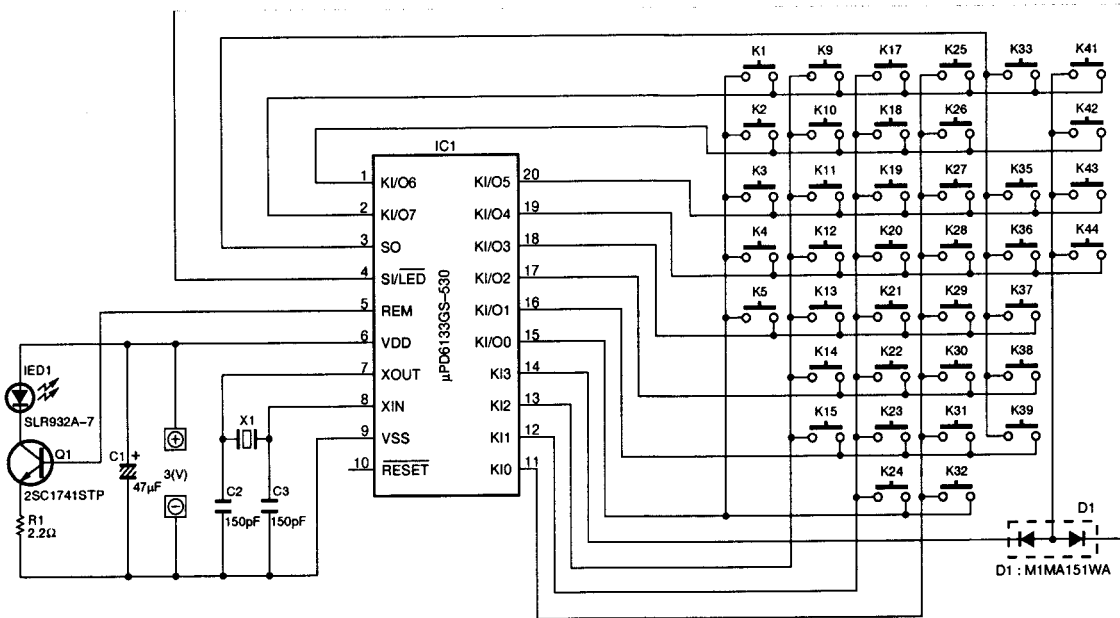 K1 K9 K17 K25 K33 K41
K2 K10 K18 K26 K42
K3 K11 K19 K27 K35 K43
K4 K12 K20 K28 K36 K44
K5 K13 K21 K29 K37
K14 K22 K30 K38
K15 K23 K31 K39
K24 K32
IC1
µPD6133GS-530
1 KI/O6
2 KI/O7
3 SO
4 SI/LED
5 REM
6 VDD
7 XOUT
8 XIN
9 VSS
10 RESET
KI/O5 20
KI/O4 19
KI/O3 18
KI/O2 17
KI/O1 16
KI/O0 15
KI3 14
KI2 13
KI1 12
KI0 11
IED1
SLR932A-7
Q1
2SC1741STP
R1
2.2Ω
C1 +
47µF
+
3(V)
−
X1
C2
150pF
C3
150pF
D1
D1 : M1MA151WA